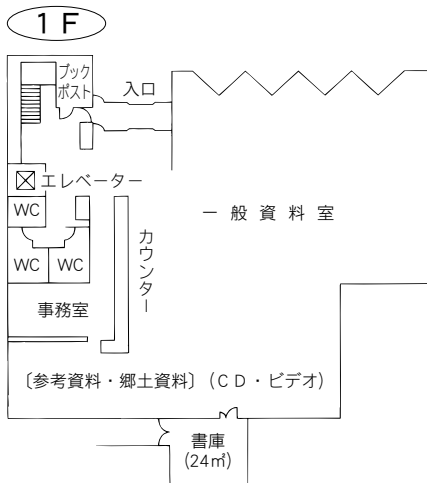 1F
ブック
ポスト
入口
エレベーター
WC
一般資料室
カウンター
WC
WC
事務室
〔参考資料・郷土資料〕(CD・ビデオ)
書庫
(24㎡)